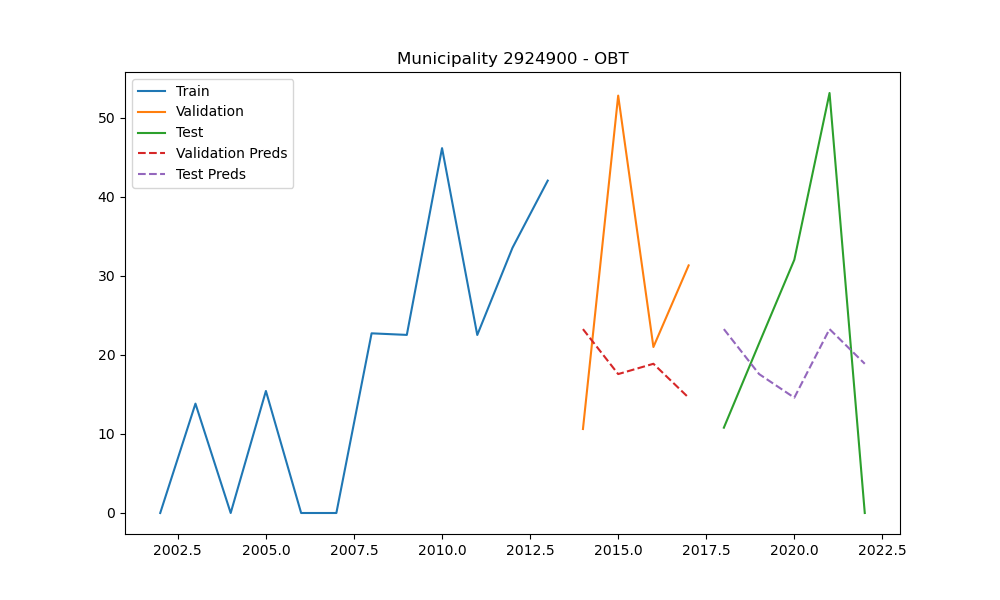 Municipality 2924900 - OBT
Train
Validation
Test
Validation Preds
Test Preds
50
40
30
20
10
0
2002.5 2005.0 2007.5 2010.0 2012.5 2015.0 2017.5 2020.0 2022.5